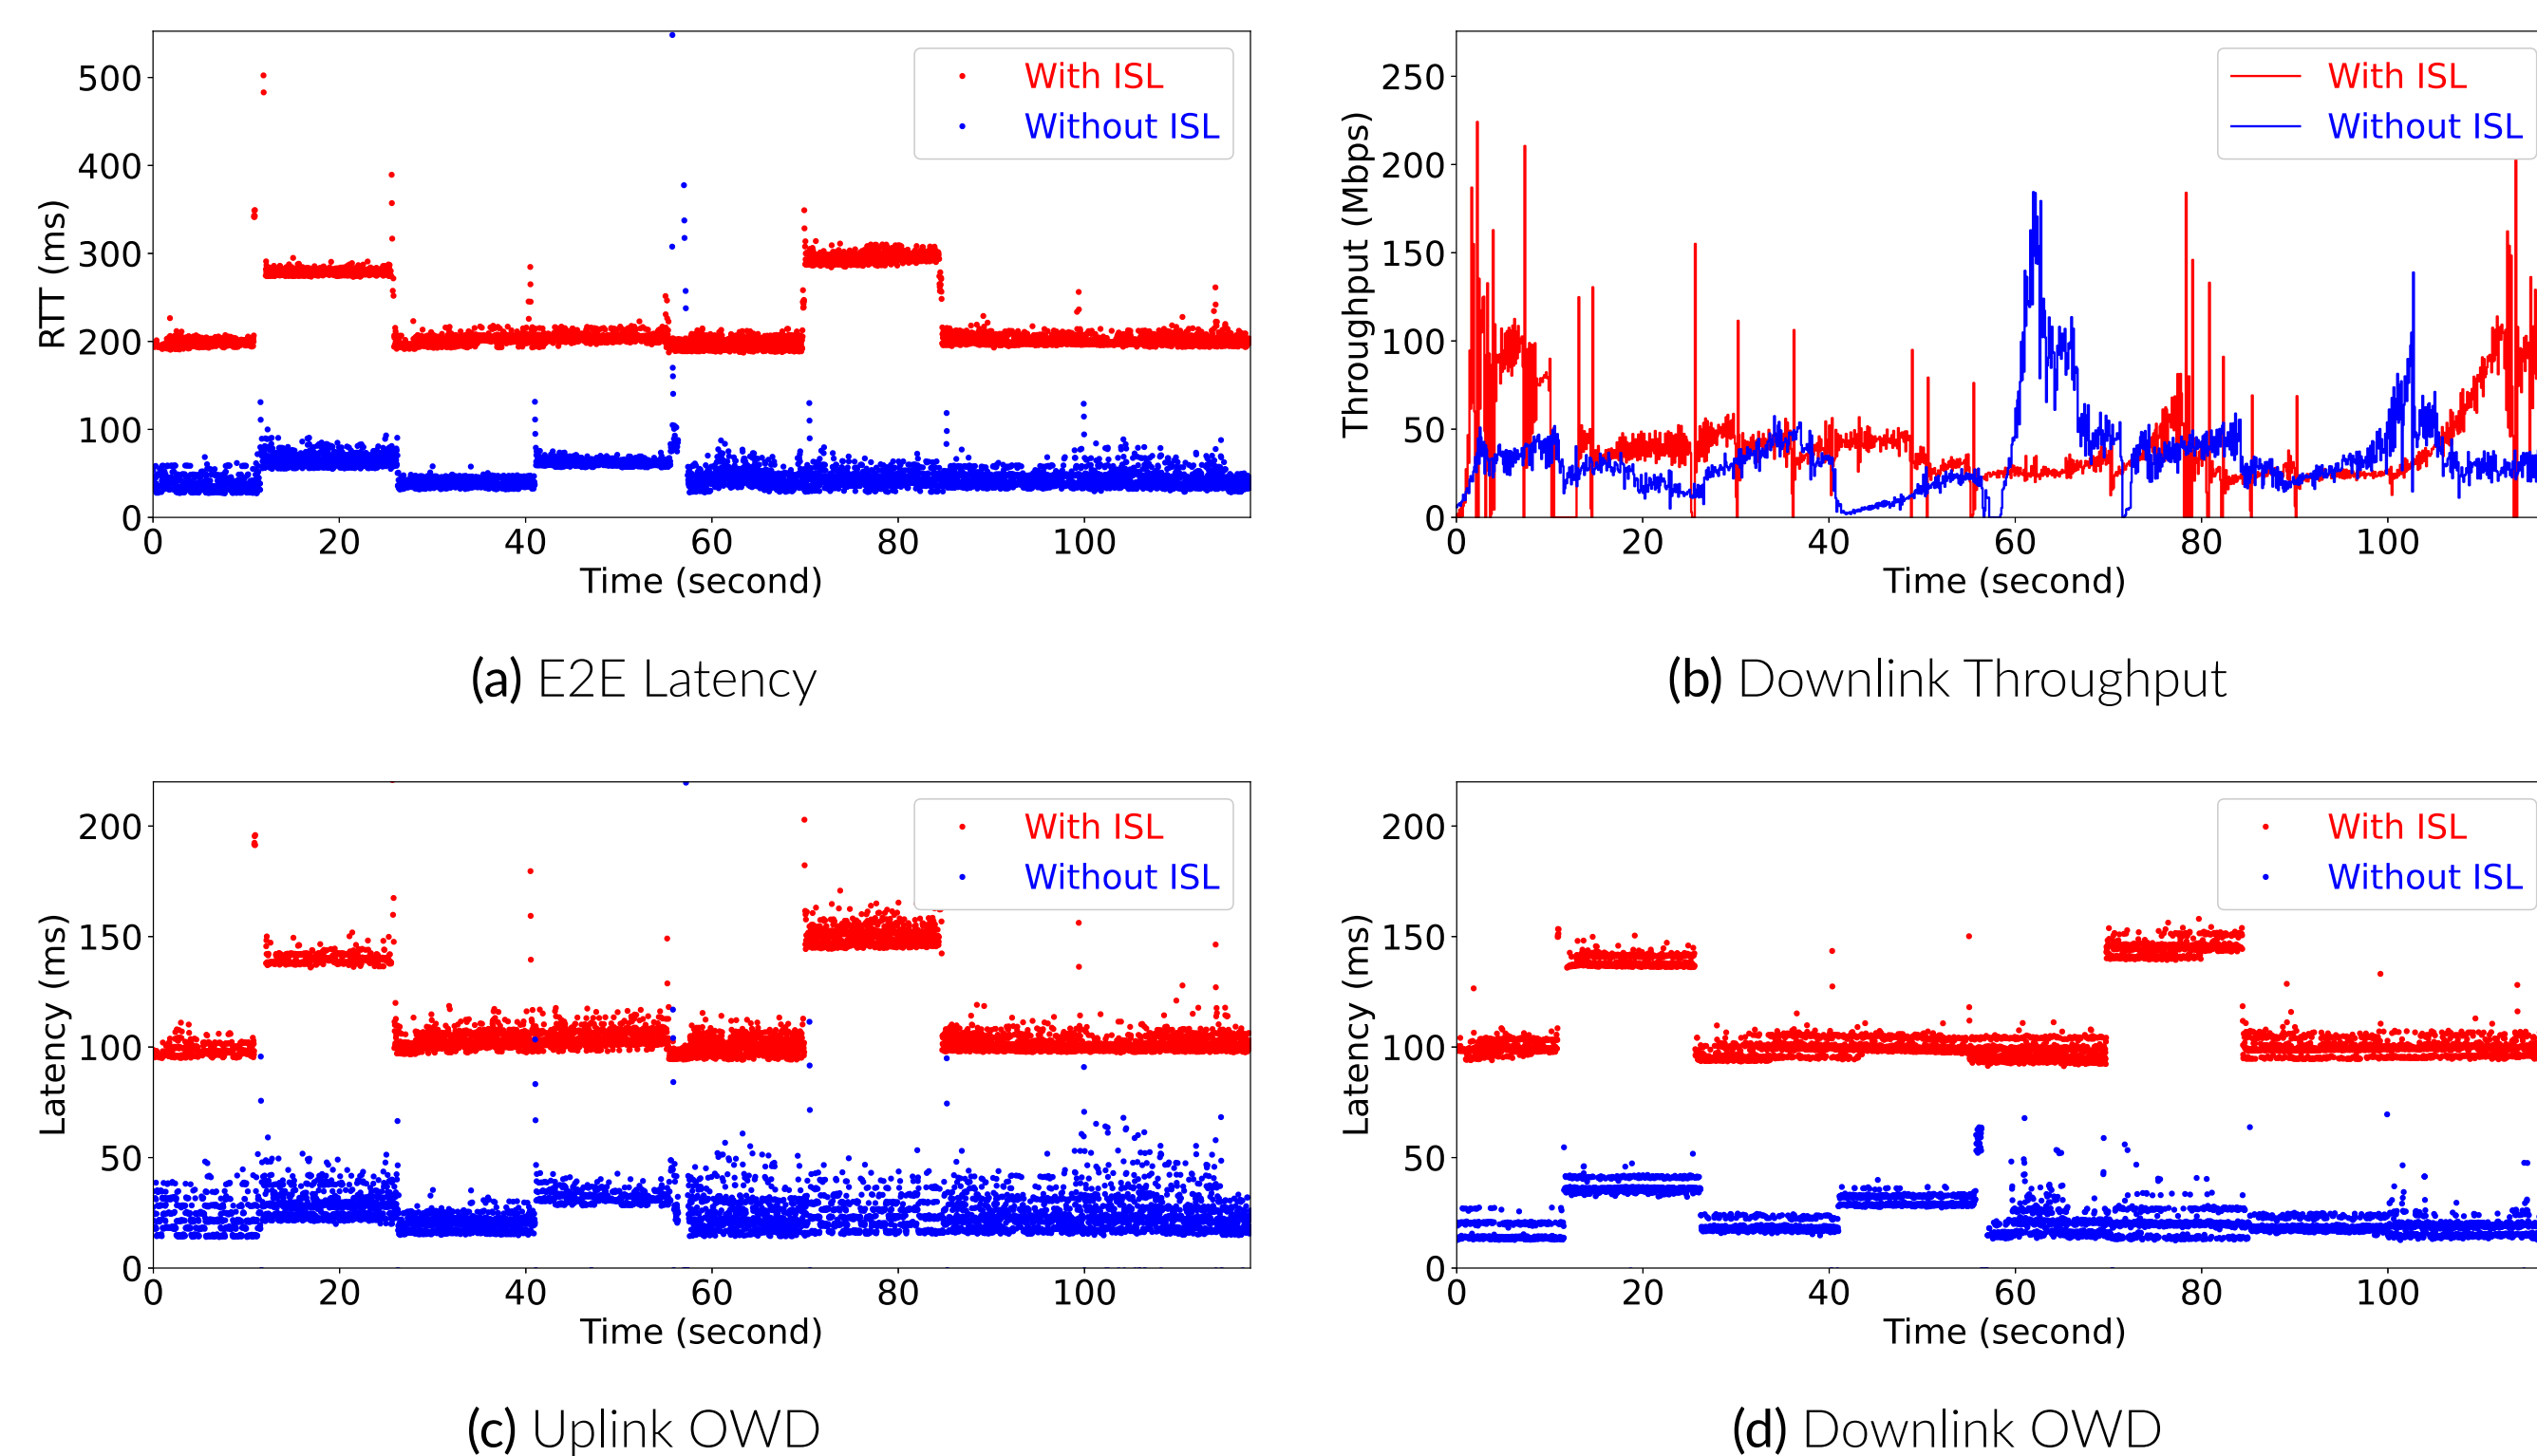 500
400
300
200
100
0
RTT (ms)
With ISL
Without ISL
0 20 40 60 80 100
Time (second)
(a) E2E Latency
250
200
150
100
50
0
Throughput (Mbps)
With ISL
Without ISL
0 20 40 60 80 100
Time (second)
(b) Downlink Throughput
200
150
100
50
0
Latency (ms)
With ISL
Without ISL
0 20 40 60 80 100
Time (second)
(c) Uplink OWD
200
150
100
50
0
Latency (ms)
With ISL
Without ISL
0 20 40 60 80 100
Time (second)
(d) Downlink OWD